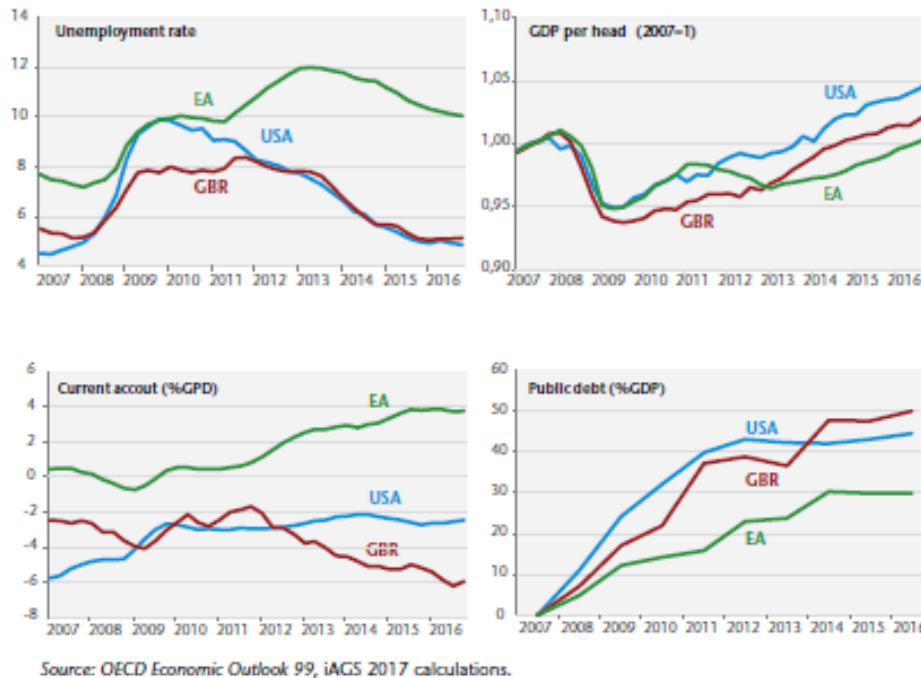 Unemployment rate
14
12
10
8
6
4
EA
USA
GBR
2007 2008 2009 2010 2011 2012 2013 2014 2015 2016
GDP per head (2007=1)
1,10
1,05
1,00
0,95
0,90
USA
EA
GBR
2007 2008 2009 2010 2011 2012 2013 2014 2015 2016
Current accout (%GPD)
6
4
2
0
-2
-4
-6
-8
EA
USA
GBR
2007 2008 2009 2010 2011 2012 2013 2014 2015 2016
Public debt (%GDP)
60
50
40
30
20
10
0
USA
GBR
EA
2007 2008 2009 2010 2011 2012 2013 2014 2015 2016
Source: OECD Economic Outlook 99, iAGS 2017 calculations.